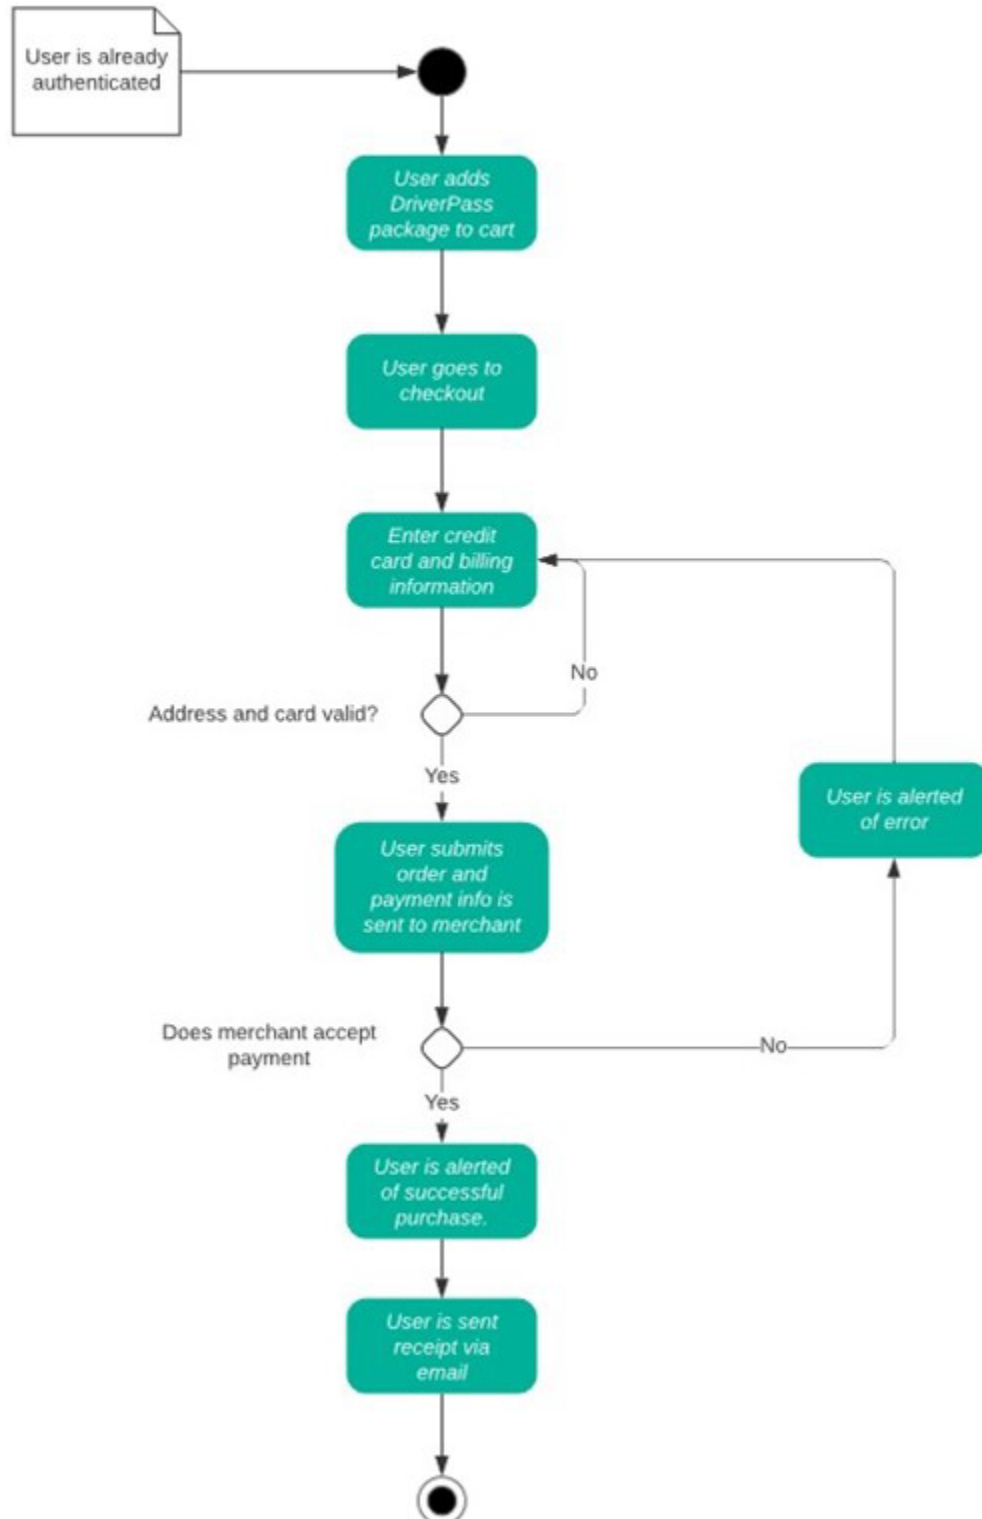 User is already
authenticated
User adds
DriverPass
package to cart
User goes to
checkout
Enter credit
card and billing
information
No
Address and card valid?
Yes
User is alerted
of error
User submits
order and
payment info is
sent to merchant
Does merchant accept
payment
No
Yes
User is alerted
of successful
purchase.
User is sent
receipt via
email